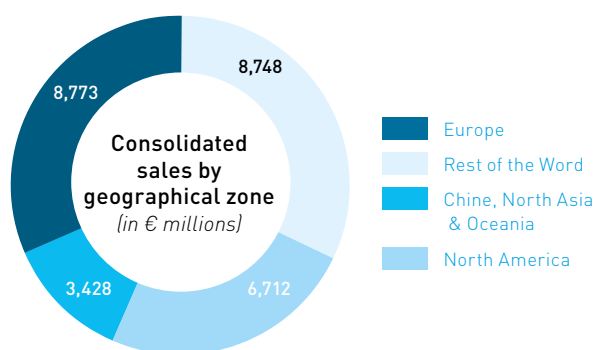 8,748
8,773
Consolidated
sales by
geographical zone
(in € millions)
3,428
6,712
Europe
Rest of the Word
Chine, North Asia
& Oceania
North America